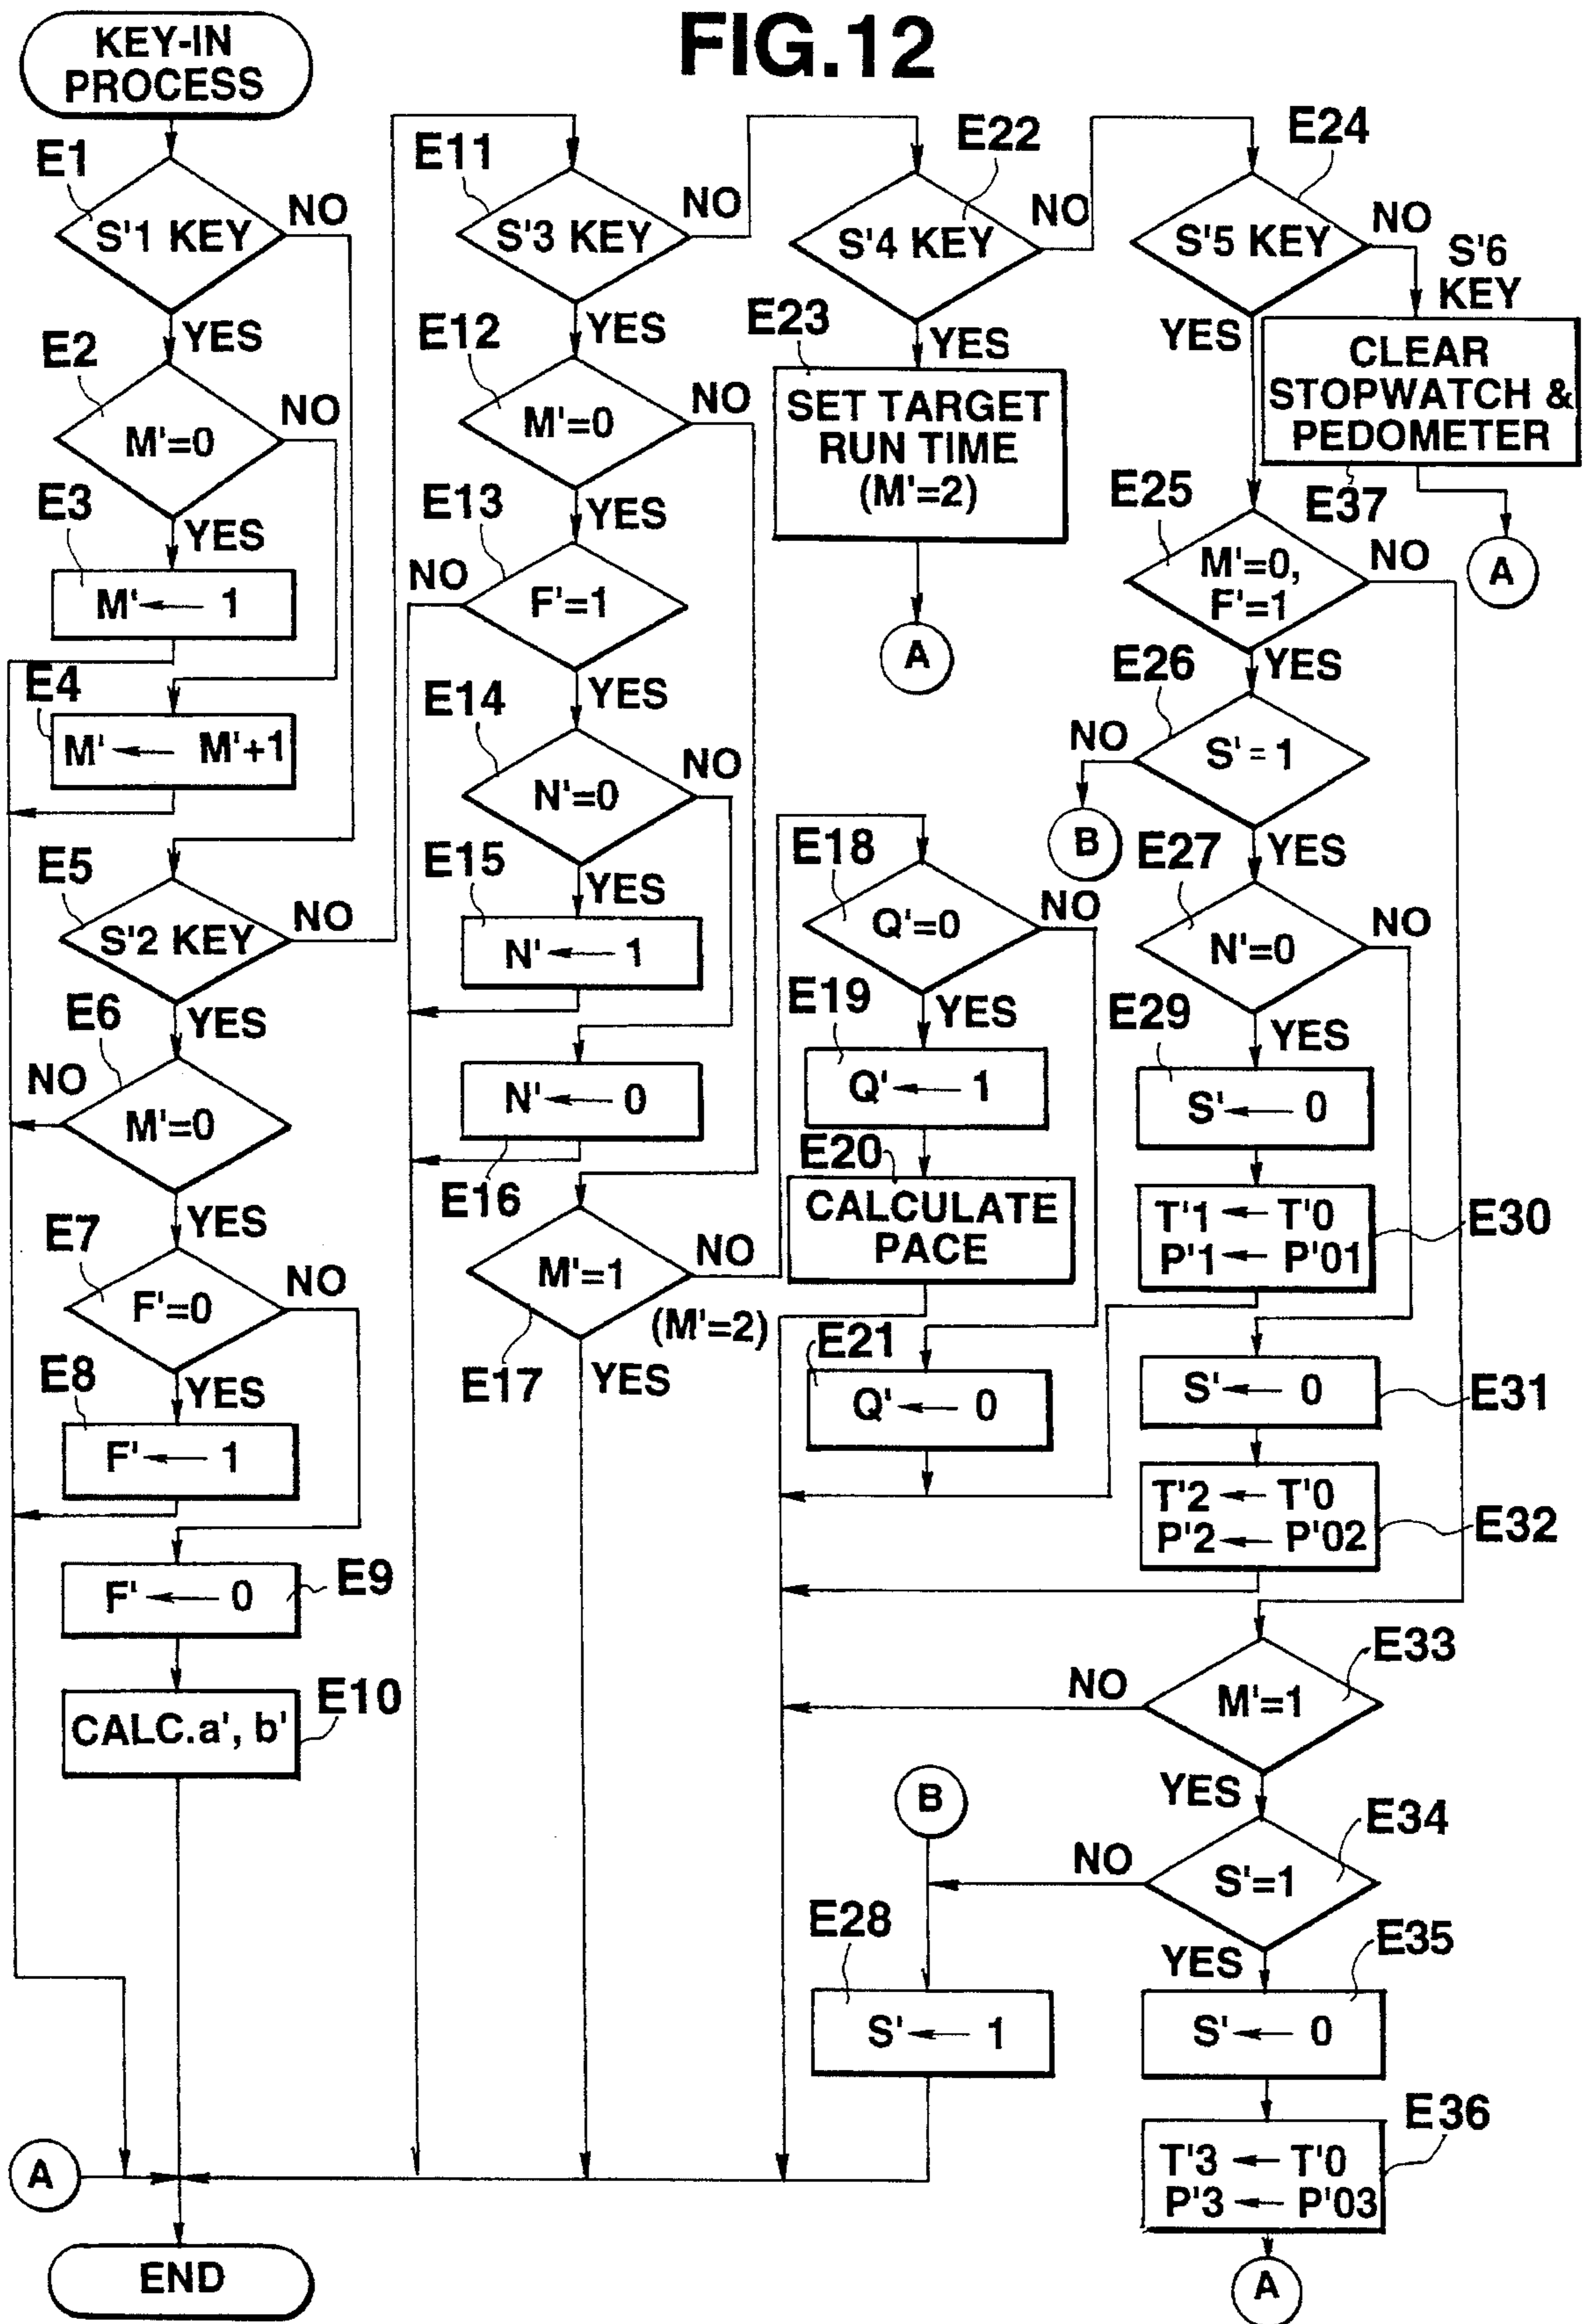 FIG.12
KEY-IN
PROCESS
E1
S'1 KEY
NO
YES
E2
M'=0
NO
YES
E3
M' ← 1
E4
M' ← M'+1
E5
S'2 KEY
NO
YES
E6
NO
M'=0
YES
E7
F'=0
NO
YES
E8
F' ← 1
F' ← 0
E9
CALC.a', b'
E10
A
END
E11
S'3 KEY
NO
YES
E12
M'=0
NO
YES
E13
NO
F'=1
YES
E14
N'=0
NO
YES
E15
N' ← 1
N' ← 0
E16
M'=1
NO
(M'=2)
E17
YES
E22
S'4 KEY
NO
YES
E23
SET TARGET
RUN TIME
(M'=2)
A
E18
Q'=0
NO
YES
E19
Q' ← 1
E20
CALCULATE
PACE
E21
Q' ← 0
B
E28
S' ← 1
E24
S'5 KEY
NO
S'6
KEY
YES
CLEAR
STOPWATCH &
PEDOMETER
E37
A
E25
M'=0,
F'=1
NO
YES
E26
NO
S'=1
B
YES
E27
N'=0
NO
YES
E29
S' ← 0
T'1 ← T'0
P'1 ← P'01
E30
S' ← 0
E31
T'2 ← T'0
P'2 ← P'02
E32
E33
NO
M'=1
YES
E34
NO
S'=1
YES
E35
S' ← 0
E36
T'3 ← T'0
P'3 ← P'03
A